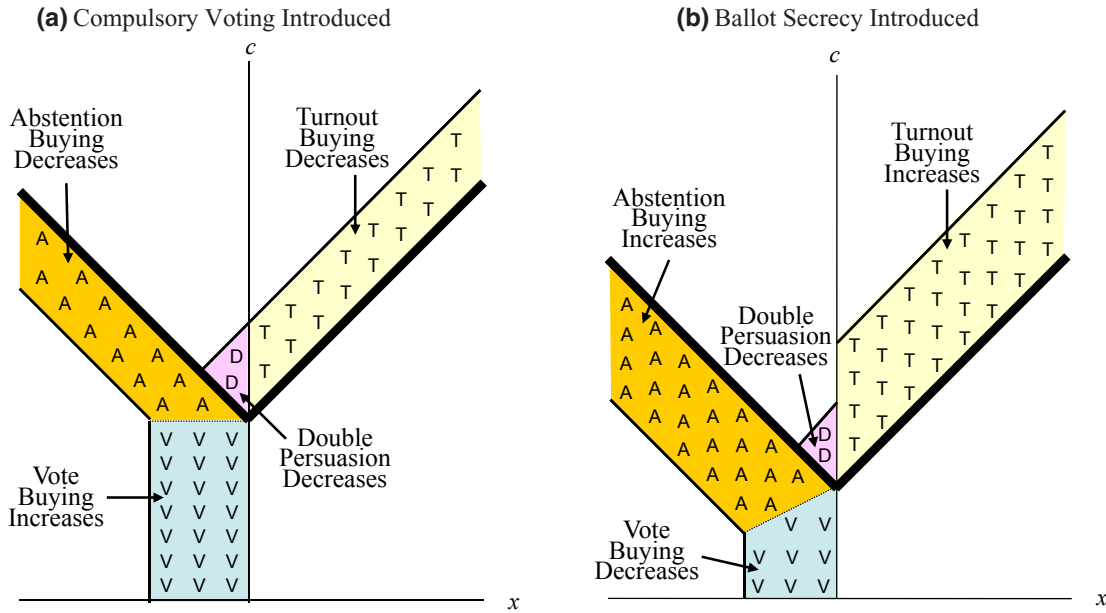 (a) Compulsory Voting Introduced
c
Abstention
Buying
Decreases
Turnout
Buying
Decreases
T
T T
T T
T T
T T
T T
T T
T T
T T
T
A
A A
A A
A A
A A
A A
A A
D
D
Double
Persuasion
Decreases
Vote
Buying
Increases
V V V
V V V
V V V
V V V
V V V
V V V
V V V
x
(b) Ballot Secrecy Introduced
c
Turnout
Buying
Increases
Abstention
Buying
Increases
Double
Persuasion
Decreases
T
T T
T T T
T T T
T T T
T T T
T T T
T T T
T T T
T T
T
A
A A
A A A
A A A
A A A
A A A
A A A
A A A
A A
D
D
Vote
Buying
Decreases
V V
V V V
V V V
x